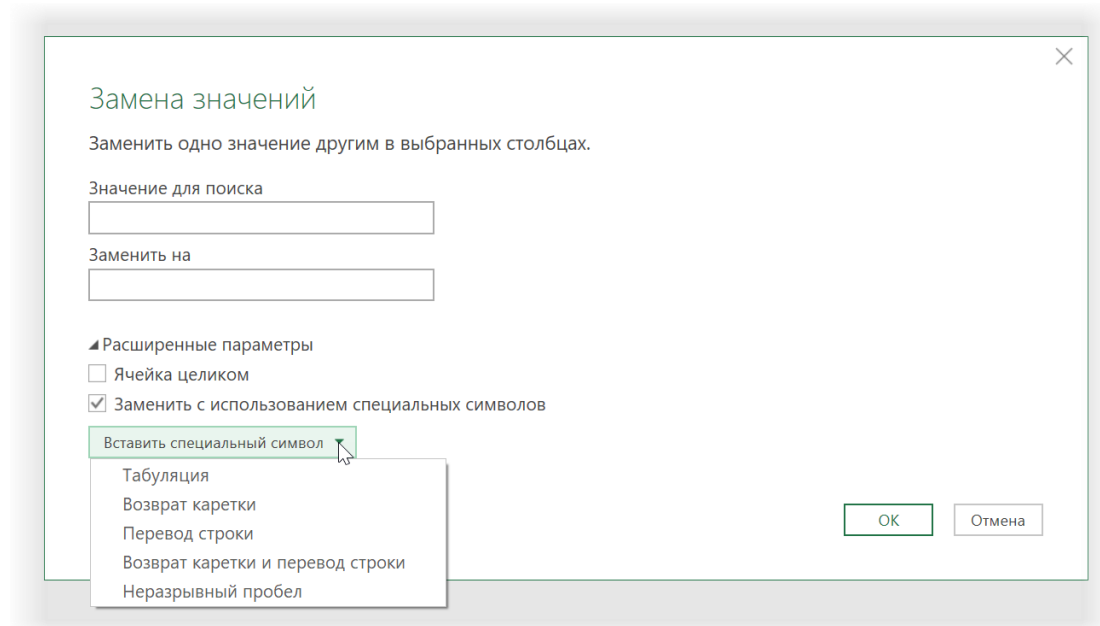 Замена значений
Заменить одно значение другим в выбранных столбцах.
Значение для поиска
Заменить на
Расширенные параметры
Ячейка целиком
Заменить с использованием специальных символов
Вставить специальный символ
Табуляция
Возврат каретки
Перевод строки
Возврат каретки и перевод строки
Неразрывный пробел
ОК
Отмена